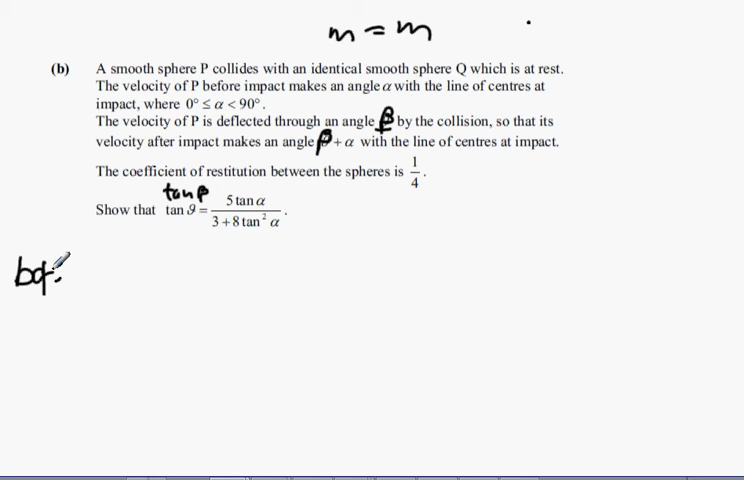 m = m
(b) A smooth sphere P collides with an identical smooth sphere Q which is at rest.
The velocity of P before impact makes an angle α with the line of centres at
impact, where 0° ≤ α < 90°.
The velocity of P is deflected through an angle β by the collision, so that its
velocity after impact makes an angle β + α with the line of centres at impact.
The coefficient of restitution between the spheres is 1/4.
tan β
Show that tan ϑ = 5 tan α / 3 + 8 tan² α.